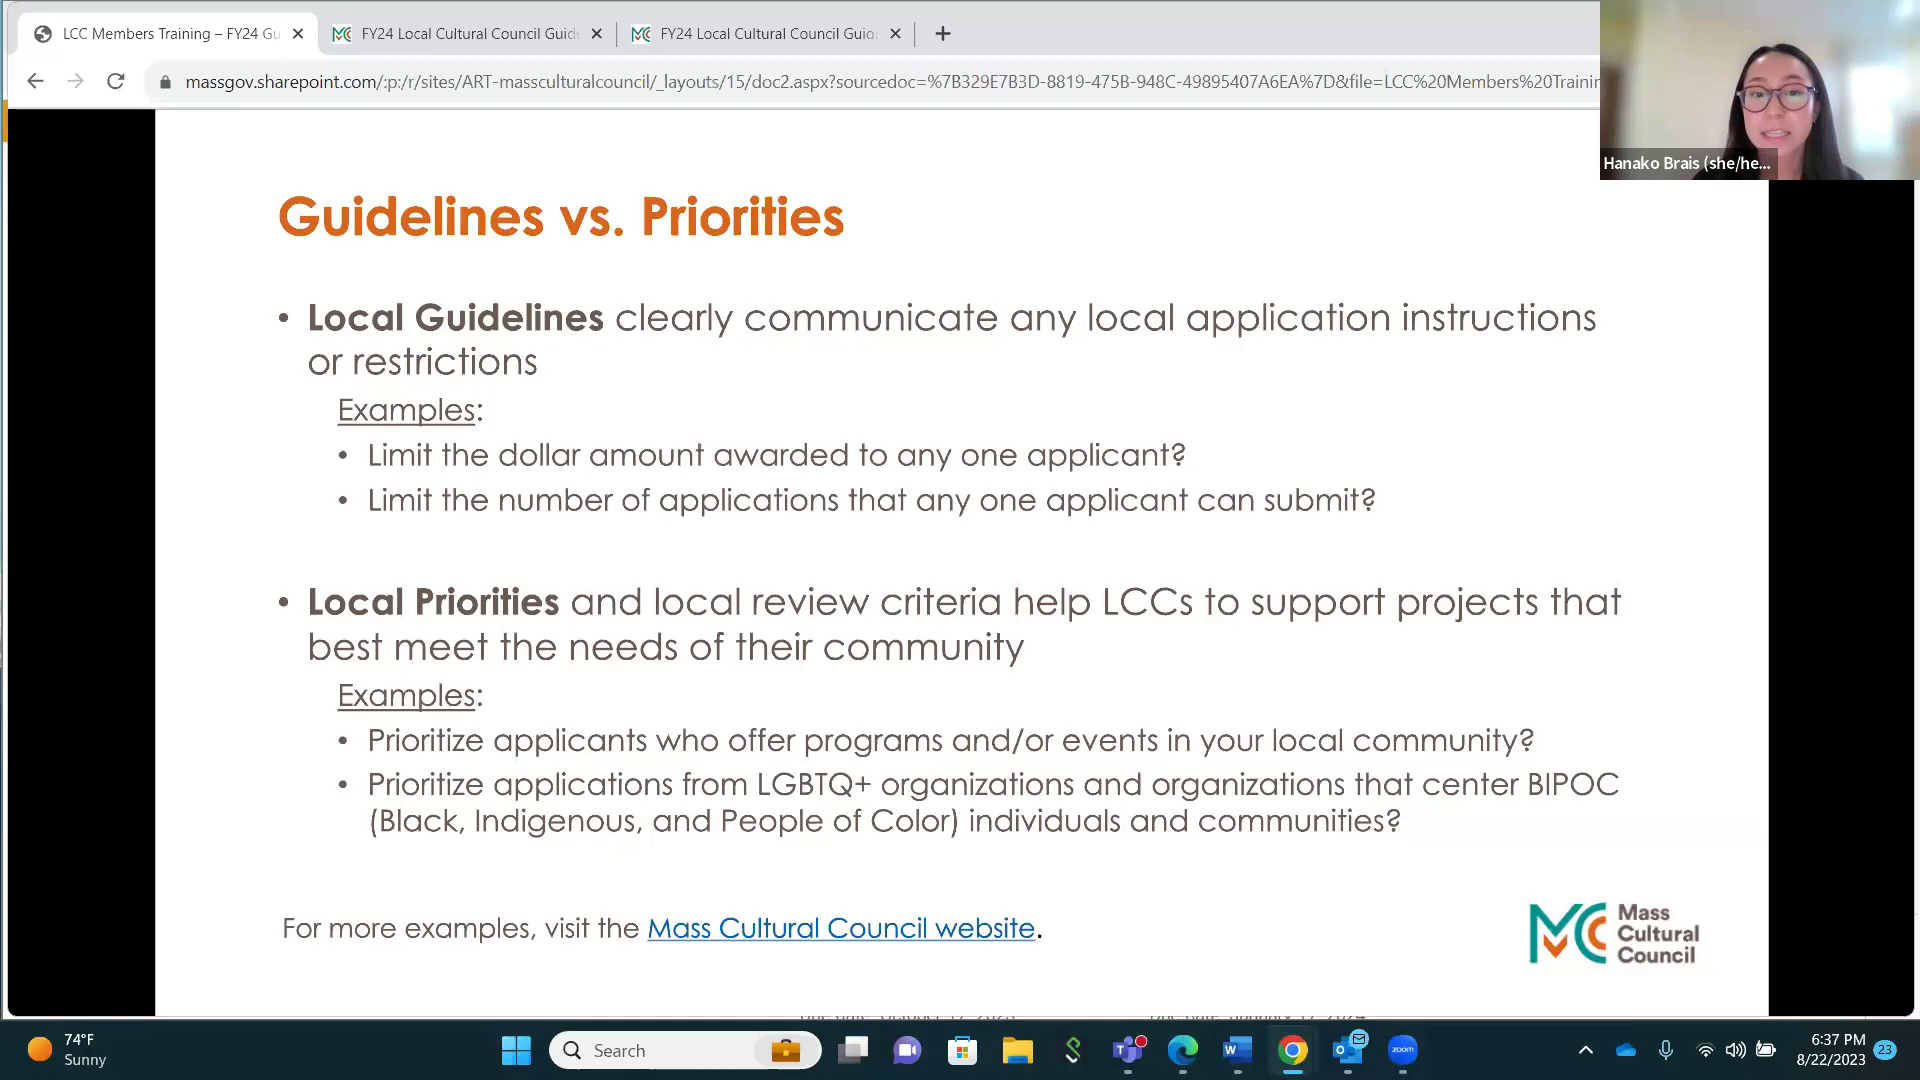 LCC Members Training – FY24 Gu
FY24 Local Cultural Council Guid
FY24 Local Cultural Council Guid
massgov.sharepoint.com/:p:/r/sites/ART-massculturalcouncil/_layouts/15/doc2.aspx?sourcedoc=%7B329E7B3D-8819-475B-948C-49895407A6EA%7D&file=LCC%20Members%20Trainin
Hanako Brais (she/he...
Guidelines vs. Priorities
• Local Guidelines clearly communicate any local application instructions
or restrictions
Examples:
• Limit the dollar amount awarded to any one applicant?
• Limit the number of applications that any one applicant can submit?
• Local Priorities and local review criteria help LCCs to support projects that
best meet the needs of their community
Examples:
• Prioritize applicants who offer programs and/or events in your local community?
• Prioritize applications from LGBTQ+ organizations and organizations that center BIPOC
(Black, Indigenous, and People of Color) individuals and communities?
For more examples, visit the Mass Cultural Council website.
Mass
Cultural
Council
74°F
Sunny
Search
zoom
6:37 PM
8/22/2023
23